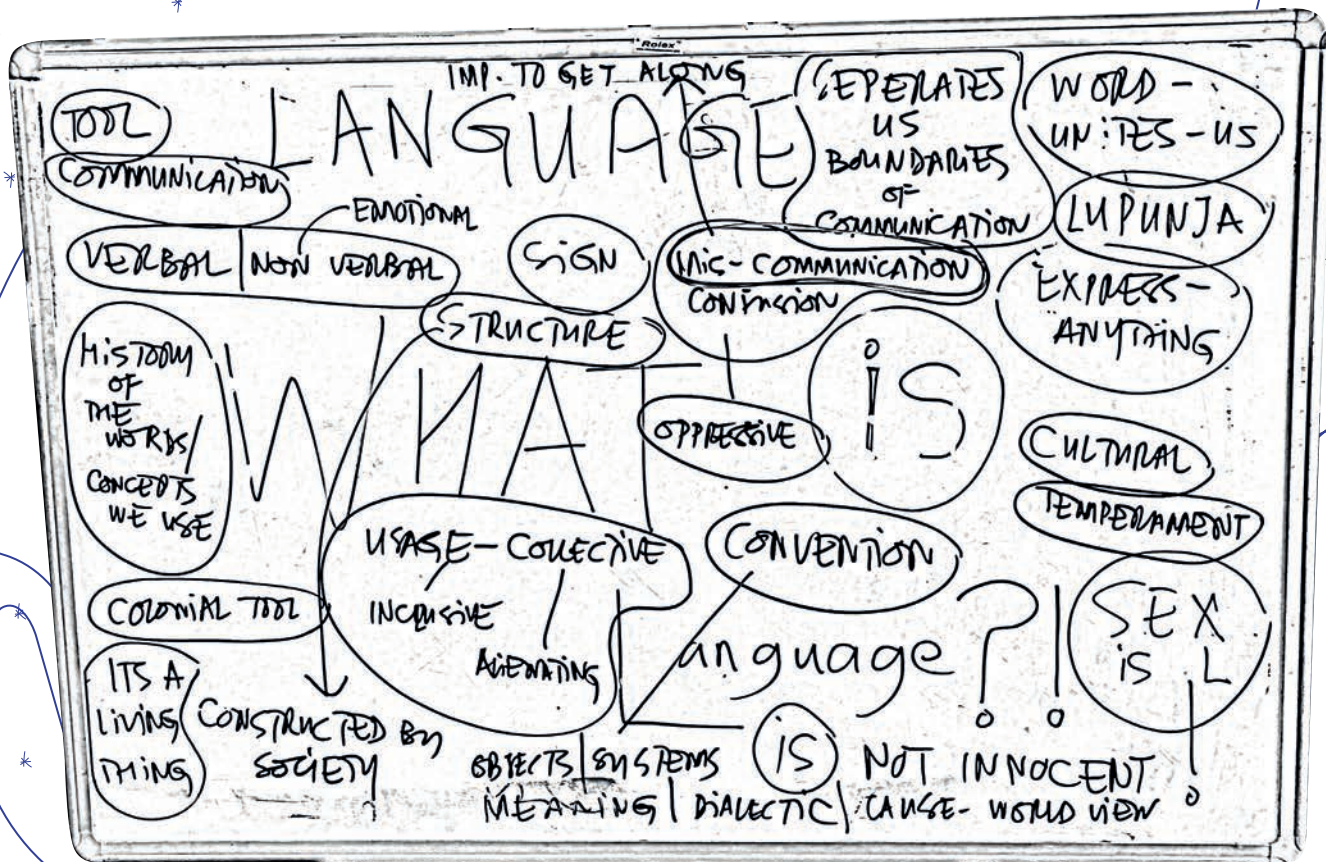 Rolex
IMP. TO GET ALONG
TOOL
LANGUAGE
SEPERATES
US
BOUNDARIES
OF
COMMUNICATION
WORD -
UNITES - US
COMMUNICATION
EMOTIONAL
LUPUNJA
VERBAL | NON VERBAL
SIGN
MIS-COMMUNICATION
CONFUSION
EXPRESS -
ANYTHING
STRUCTURE
HISTORY
OF
THE
WORDS/
CONCEPTS
WE USE
WHAT
OPPRESSIVE
iS
CULTURAL
TEMPERAMENT
USAGE - COLLECTIVE
INCLUSIVE
ALIENATING
CONVENTION
COLONIAL TOOL
Language ?!
SEX
iS L
ITS A
LIVING
THING
CONSTRUCTED BY
SOCIETY
OBJECTS | SYSTEMS
MEANING | DIALECTIC |
IS
NOT INNOCENT
CAUSE - WORLD VIEW